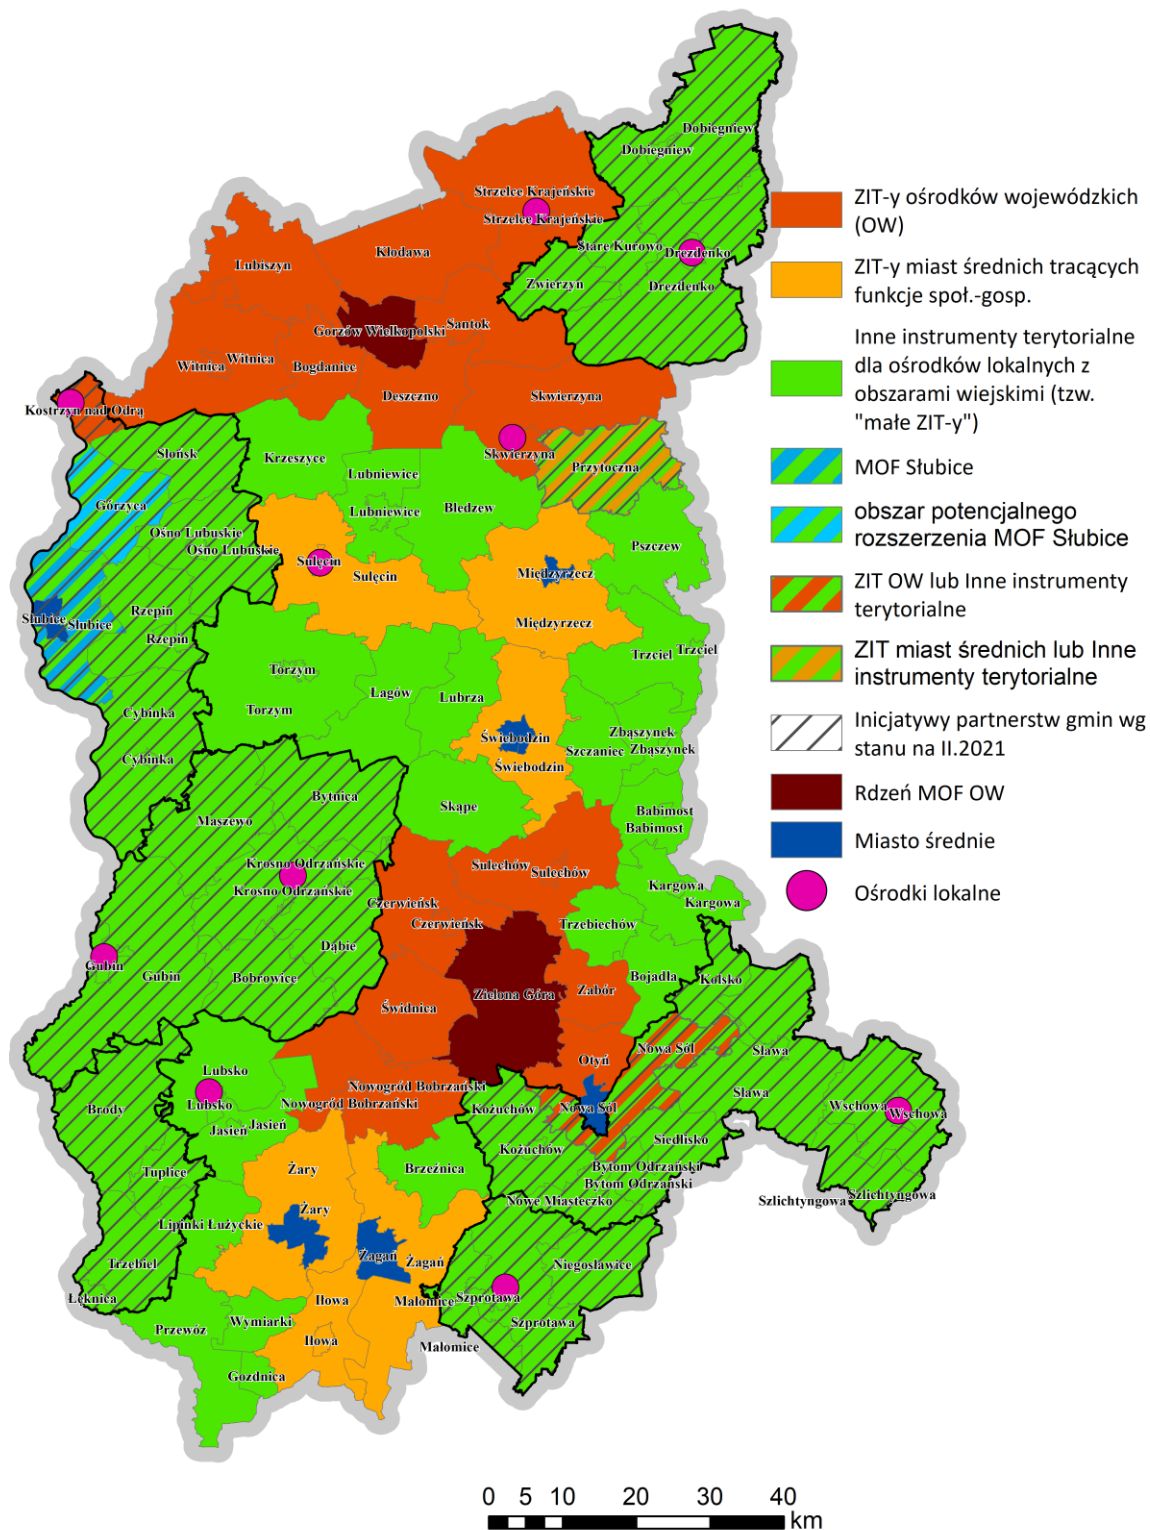 Dobiegniew
Dobiegniew
Strzelce Krajeńskie
Strzelce Krajeńskie
Stare Kurowo
Drezdenko
Drezdenko
Zwierzyn
Kłodawa
Lubiszyn
Santok
Gorzów Wielkopolski
Witnica
Witnica
Bogdaniec
Deszczno
Skwierzyna
Kostrzyn nad Odrą
Skwierzyna
Słońsk
Krzeszyce
Lubniewice
Przytoczna
Górzyca
Lubniewice
Bledzew
Ośno Lubuskie
Ośno Lubuskie
Pszczew
Sulęcin
Sulęcin
Międzyrzecz
Międzyrzecz
Słubice
Słubice
Rzepin
Rzepin
Trzciel
Trzciel
Torzym
Torzym
Łagów
Lubrza
Cybinka
Cybinka
Świebodzin
Świebodzin
Szczaniec
Zbąszynek
Zbąszynek
Bytnica
Maszewo
Skąpe
Babimost
Babimost
Krosno Odrzańskie
Krosno Odrzańskie
Sulechów
Sulechów
Kargowa
Kargowa
Czerwieńsk
Czerwieńsk
Trzebiechów
Dąbie
Gubin
Gubin
Bobrowice
Bojadła
Kolsko
Zielona Góra
Zabór
Świdnica
Nowa Sól
Sława
Sława
Otyń
Lubsko
Lubsko
Nowogród Bobrzański
Nowogród Bobrzański
Brody
Kożuchów
Kożuchów
Nowa Sól
Wschowa
Wschowa
Jasień
Jasień
Siedlisko
Tuplice
Żary
Żary
Brzeźnica
Bytom Odrzański
Bytom Odrzański
Nowe Miasteczko
Szlichtyngowa
Szlichtyngowa
Lipinki Łużyckie
Trzebiel
Żagań
Żagań
Niegosławice
Łęknica
Iłowa
Iłowa
Małomice
Małomice
Szprotawa
Szprotawa
Przewóz
Wymiarki
Gozdnica
ZIT-y ośrodków wojewódzkich
(OW)
ZIT-y miast średnich tracących
funkcje społ.-gosp.
Inne instrumenty terytorialne
dla ośrodków lokalnych z
obszarami wiejskimi (tzw.
"małe ZIT-y")
MOF Słubice
obszar potencjalnego
rozszerzenia MOF Słubice
ZIT OW lub Inne instrumenty
terytorialne
ZIT miast średnich lub Inne
instrumenty terytorialne
Inicjatywy partnerstw gmin wg
stanu na II.2021
Rdzeń MOF OW
Miasto średnie
Ośrodki lokalne
0 5 10 20 30 40
km